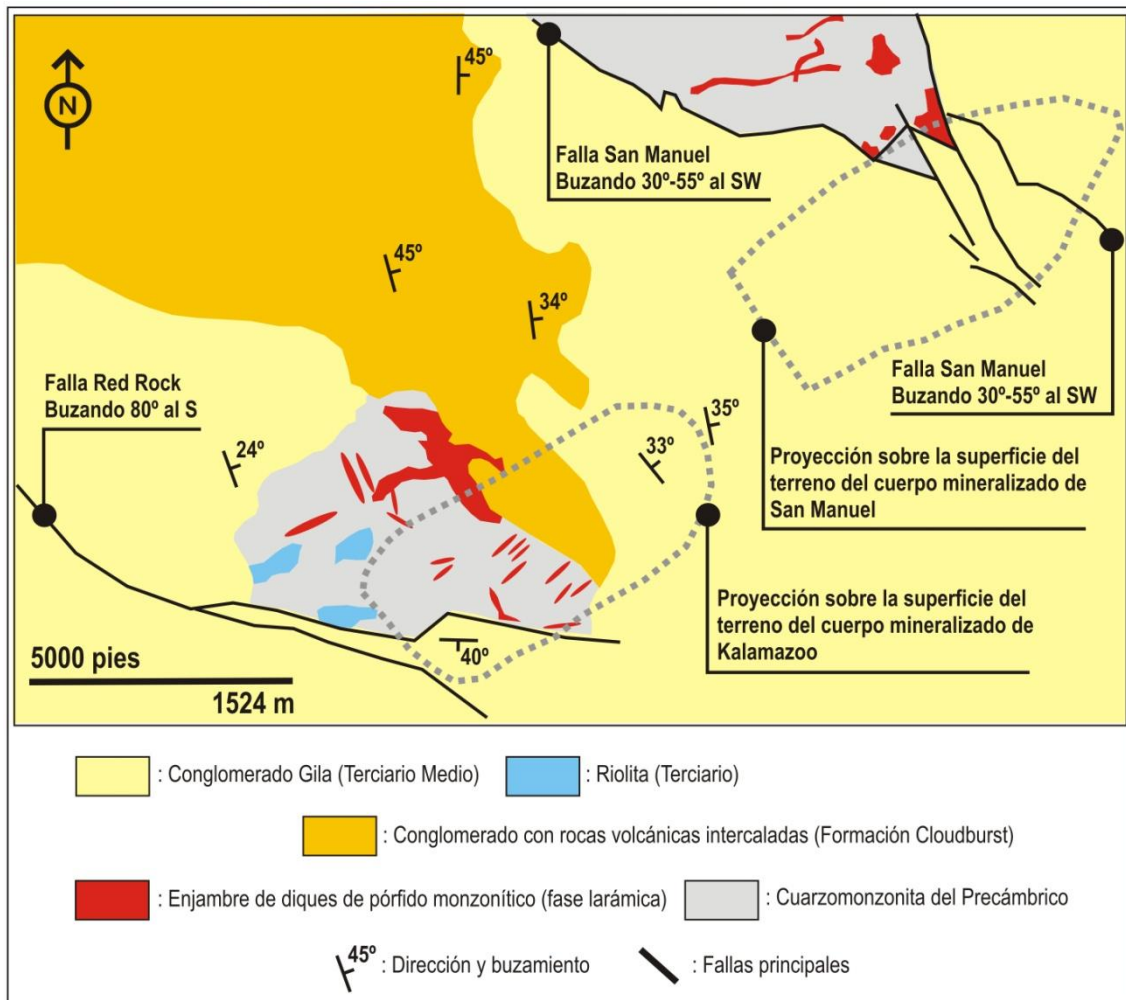 N
45º
Falla San Manuel
Buzando 30º-55º al SW
45º
34º
Falla San Manuel
Buzando 30º-55º al SW
Falla Red Rock
Buzando 80º al S
24º
35º
33º
Proyección sobre la superficie del
terreno del cuerpo mineralizado de
San Manuel
Proyección sobre la superficie del
terreno del cuerpo mineralizado de
Kalamazoo
40º
5000 pies
1524 m
: Conglomerado Gila (Terciario Medio)
: Riolita (Terciario)
: Conglomerado con rocas volcánicas intercaladas (Formación Cloudburst)
: Enjambre de diques de pórfido monzonítico (fase larámica)
: Cuarzomonzonita del Precámbrico
45º
: Dirección y buzamiento
: Fallas principales